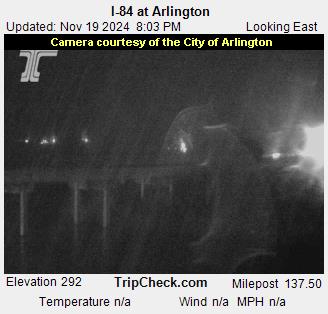 I-84 at Arlington
Updated: Nov 19 2024 8:03 PM Looking East
Camera courtesy of the City of Arlington
Elevation 292 TripCheck.com Milepost 137.50
Temperature n/a Wind n/a MPH n/a